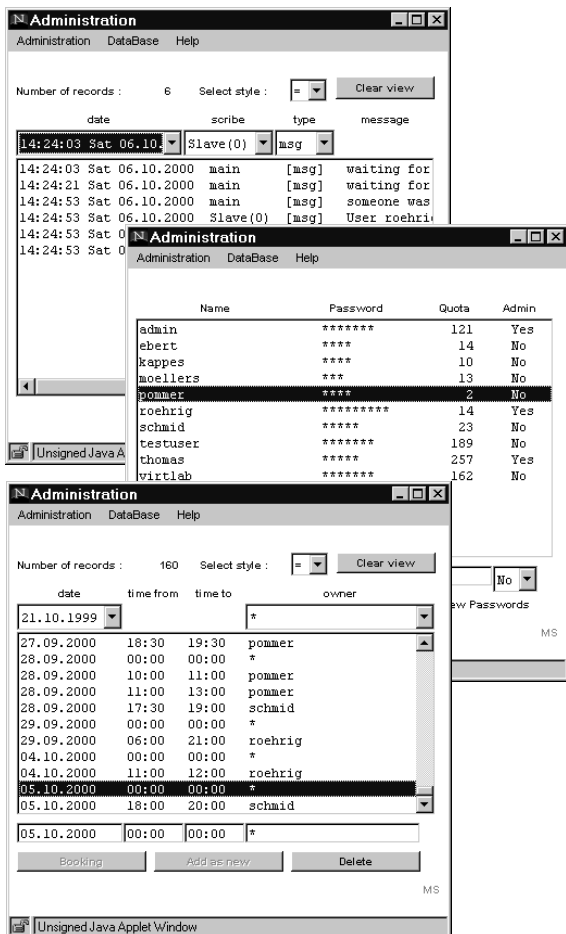 Administration
Administration DataBase Help
Number of records : 6 Select style : = Clear view
date scribe type message
14:24:03 Sat 06.10. Slave(0) msg
14:24:03 Sat 06.10.2000 main [msg] waiting for
14:24:21 Sat 06.10.2000 main [msg] waiting for
14:24:53 Sat 06.10.2000 main [msg] someone was
14:24:53 Sat 06.10.2000 Slave(0) [msg] User roehri
14:24:53 Sat 0
14:24:53 Sat 0
Unsigned Java A
Administration
Administration DataBase Help
Name Password Quota Admin
admin ******* 121 Yes
ebert **** 14 No
kappes **** 10 No
moellers *** 13 No
pommer **** 2 No
roehrig ********* 14 Yes
schmid ***** 23 No
testuser ******* 189 No
thomas ***** 257 Yes
virtlab ******* 162 No
No
ew Passwords
MS
Administration
Administration DataBase Help
Number of records : 160 Select style : = Clear view
date time from time to owner
21.10.1999 *
27.09.2000 18:30 19:30 pommer
28.09.2000 00:00 00:00 *
28.09.2000 10:00 11:00 pommer
28.09.2000 11:00 13:00 pommer
28.09.2000 17:30 19:00 schmid
29.09.2000 00:00 00:00 *
29.09.2000 06:00 21:00 roehrig
04.10.2000 00:00 00:00 *
04.10.2000 11:00 12:00 roehrig
05.10.2000 00:00 00:00 *
05.10.2000 18:00 20:00 schmid
05.10.2000 00:00 00:00 *
Booking Add as new Delete
MS
Unsigned Java Applet Window